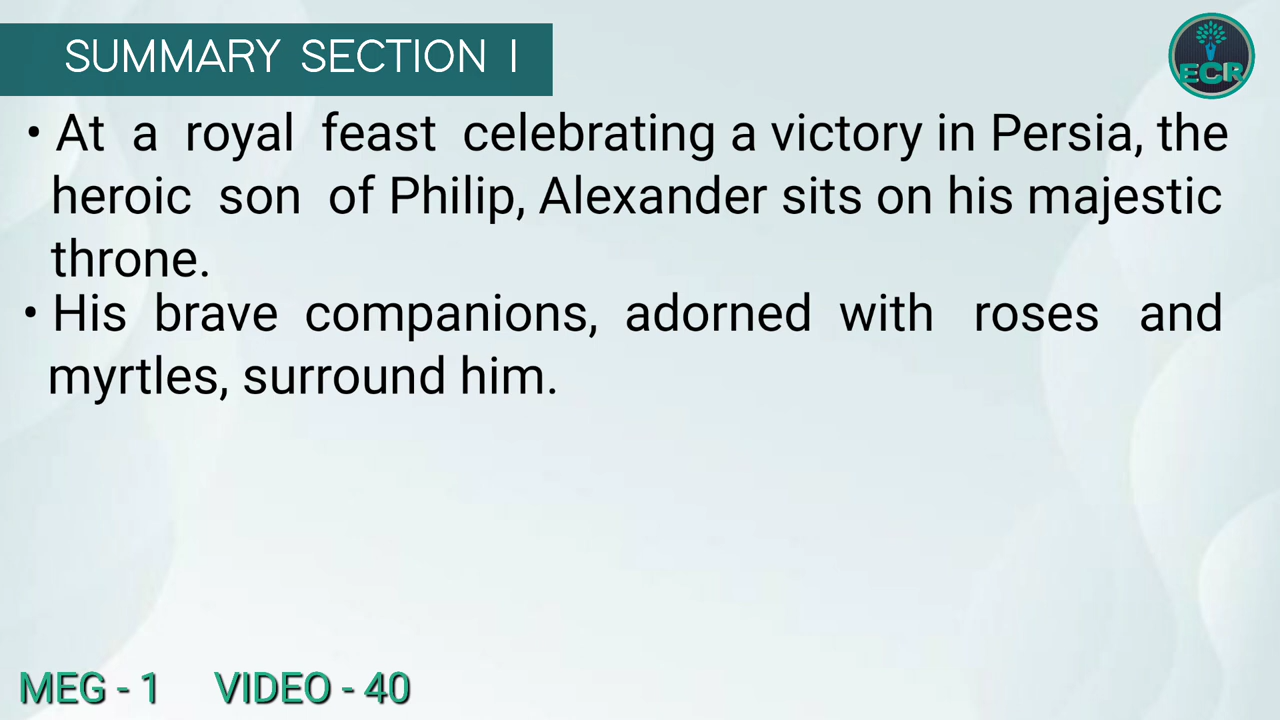 SUMMARY SECTION I
ECR
• At a royal feast celebrating a victory in Persia, the
heroic son of Philip, Alexander sits on his majestic
throne.
• His brave companions, adorned with roses and
myrtles, surround him.
MEG - 1 VIDEO - 40